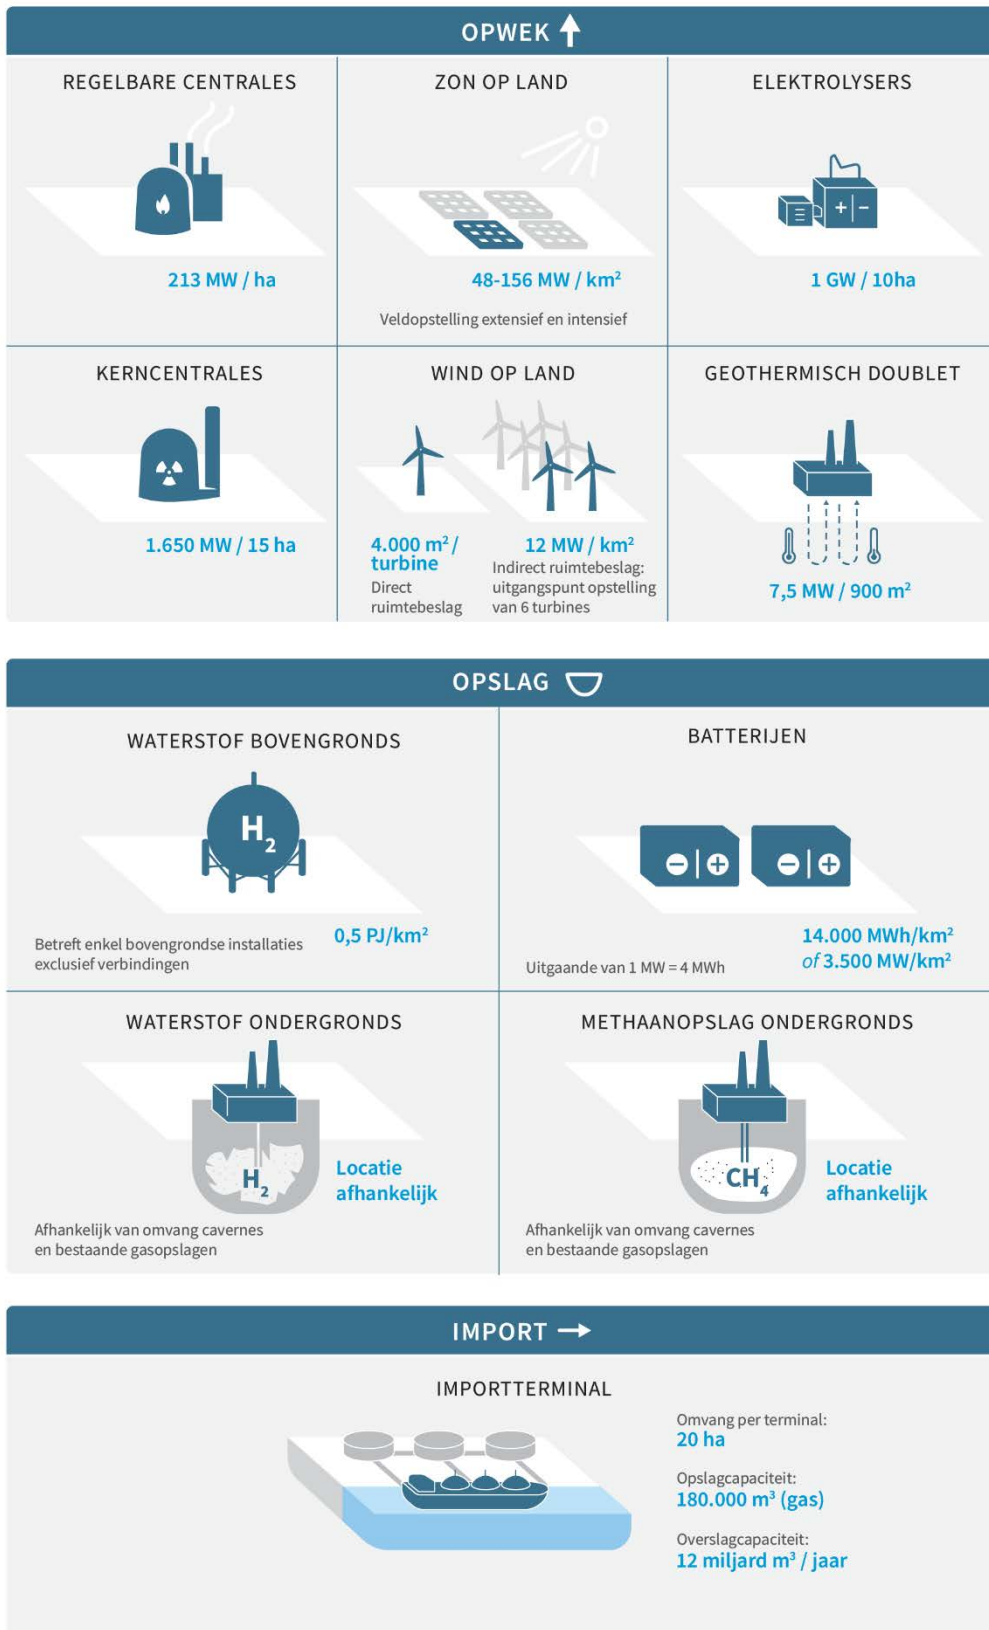 OPWEK
REGELBARE CENTRALES
213 MW / ha
ZON OP LAND
48-156 MW / km²
Veldopstelling extensief en intensief
ELEKTROLYSERS
+ | −
1 GW / 10ha
KERNCENTRALES
1.650 MW / 15 ha
WIND OP LAND
4.000 m² /
turbine
Direct
ruimtebeslag
12 MW / km²
Indirect ruimtebeslag:
uitgangspunt opstelling
van 6 turbines
GEOTHERMISCH DOUBLET
7,5 MW / 900 m²
OPSLAG
WATERSTOF BOVENGRONDS
H₂
0,5 PJ/km²
Betreft enkel bovengrondse installaties
exclusief verbindingen
BATTERIJEN
− | + − | +
14.000 MWh/km²
of 3.500 MW/km²
Uitgaande van 1 MW = 4 MWh
WATERSTOF ONDERGRONDS
H₂
Locatie
afhankelijk
Afhankelijk van omvang cavernes
en bestaande gasopslagen
METHAANOPSLAG ONDERGRONDS
CH₄
Locatie
afhankelijk
Afhankelijk van omvang cavernes
en bestaande gasopslagen
IMPORT
IMPORTTERMINAL
Omvang per terminal:
20 ha
Opslagcapaciteit:
180.000 m³ (gas)
Overslagcapaciteit:
12 miljard m³ / jaar